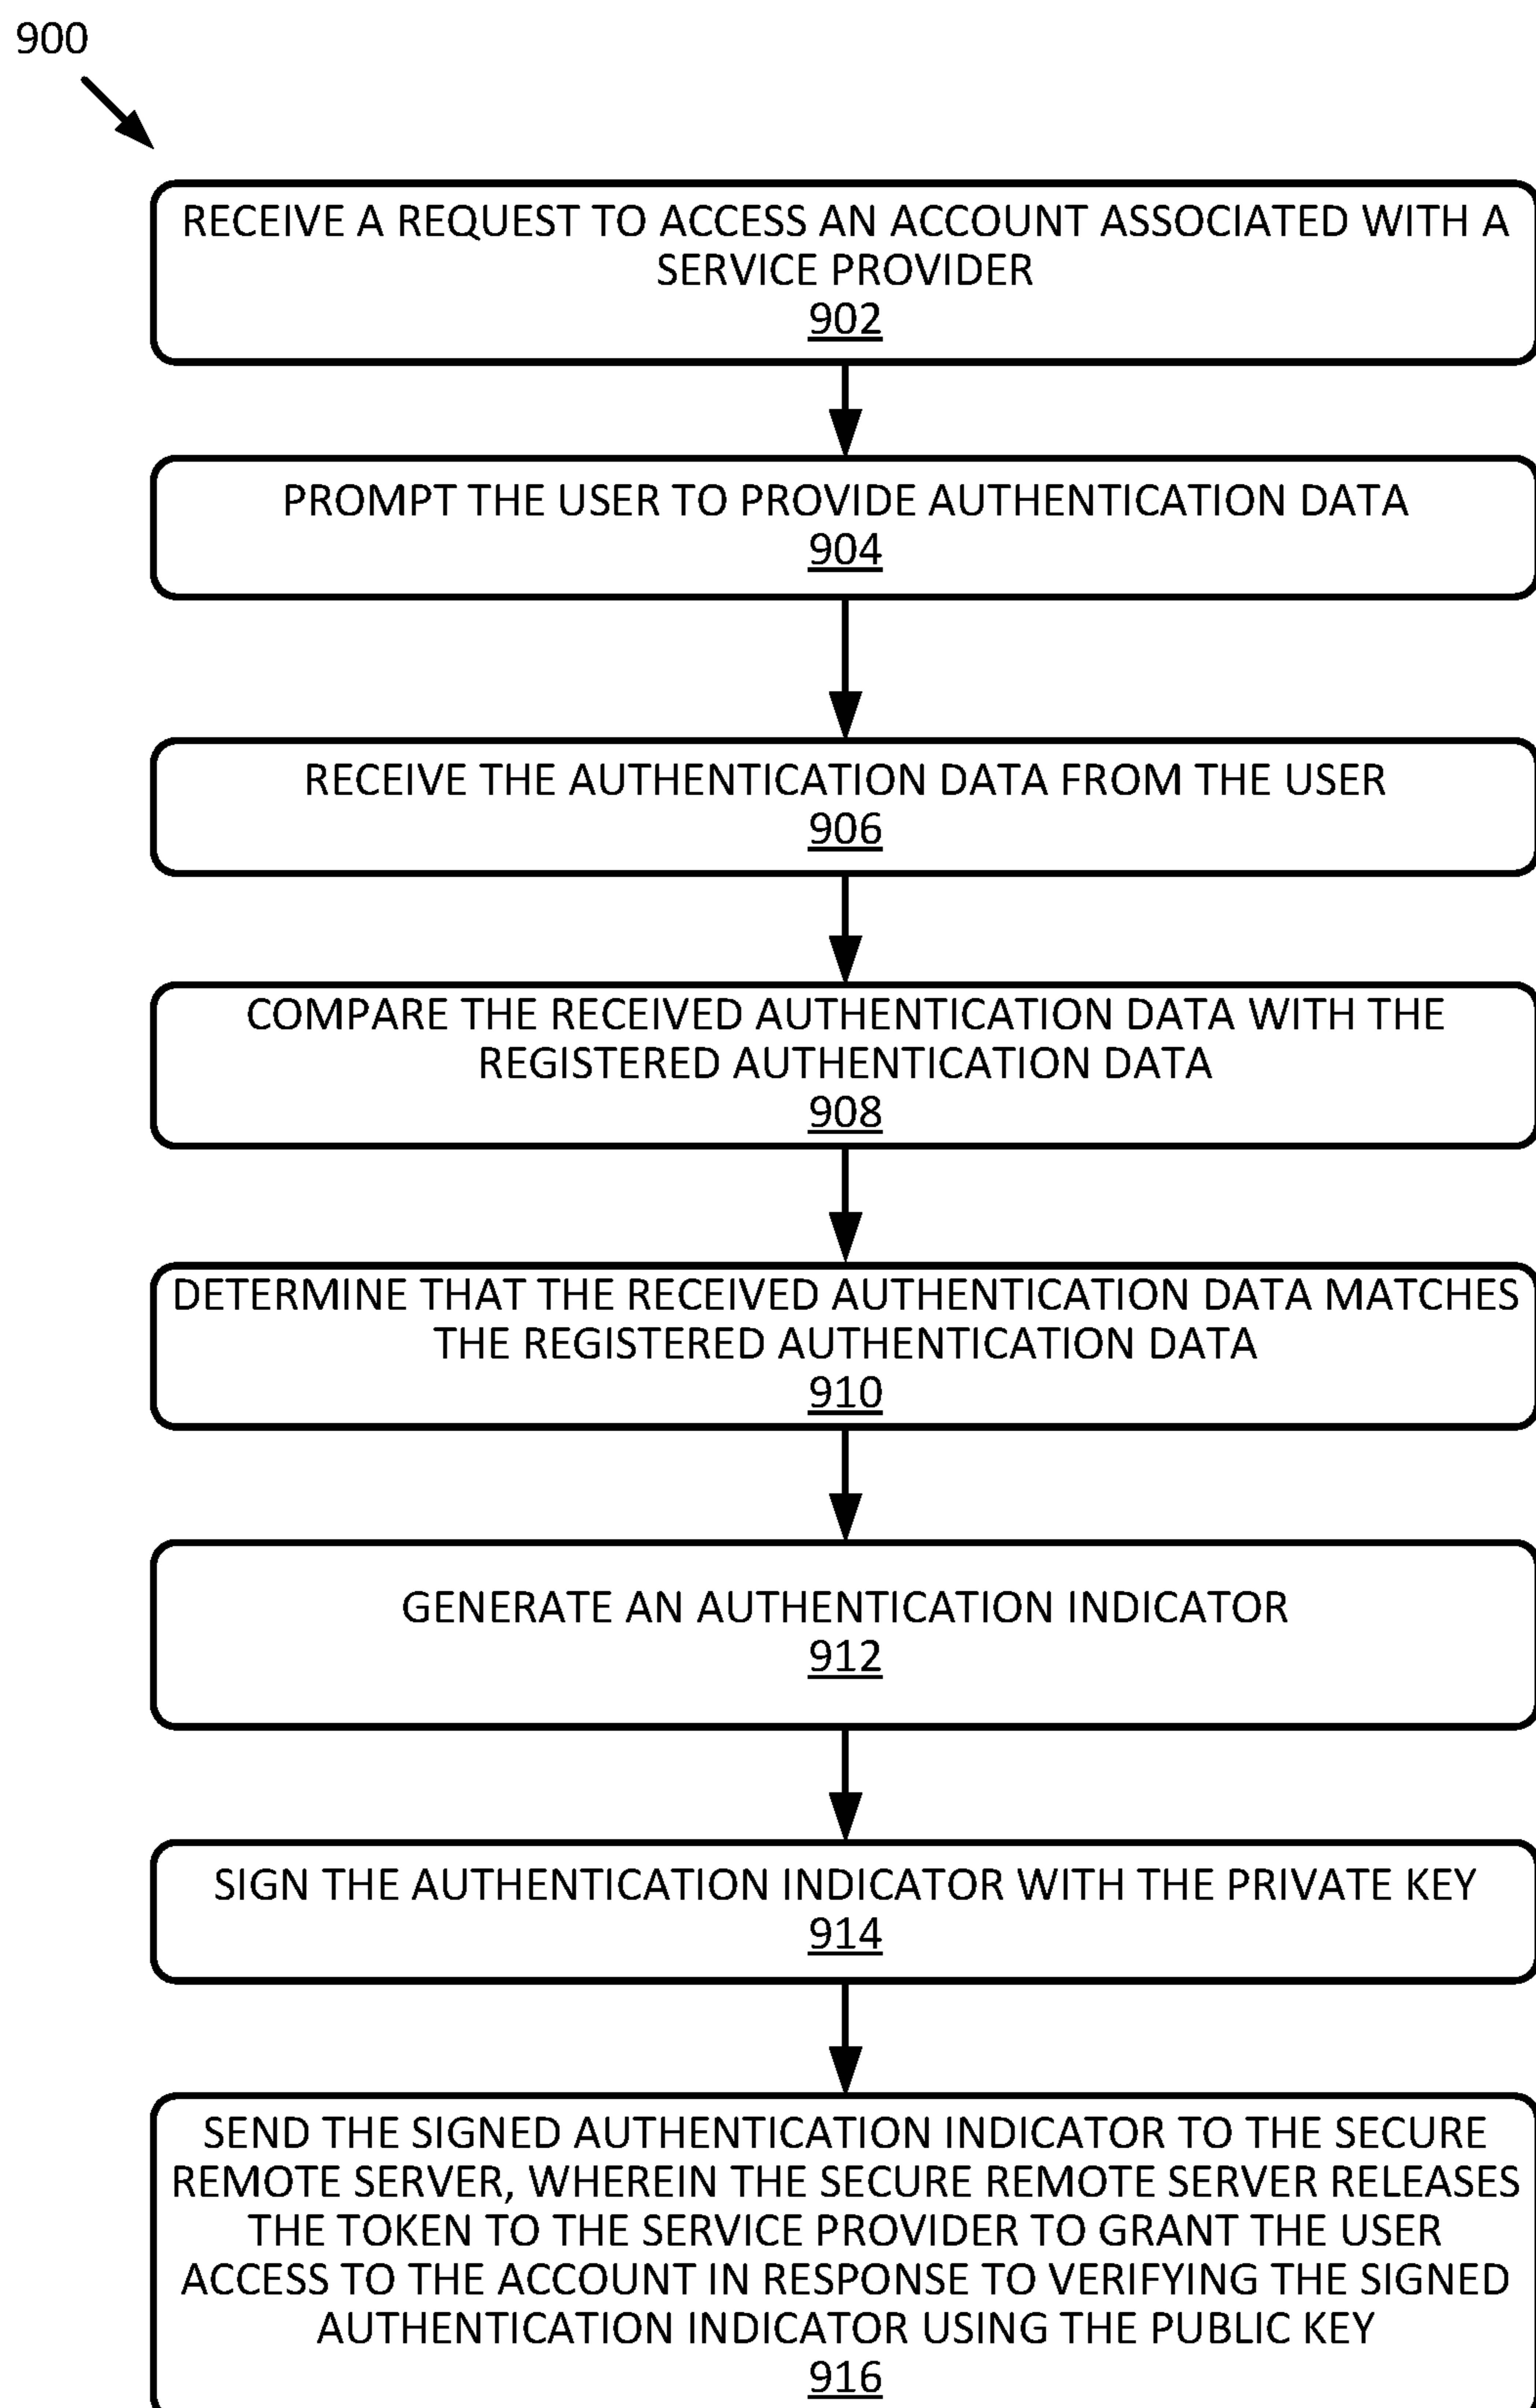 900
RECEIVE A REQUEST TO ACCESS AN ACCOUNT ASSOCIATED WITH A
SERVICE PROVIDER
902
PROMPT THE USER TO PROVIDE AUTHENTICATION DATA
904
RECEIVE THE AUTHENTICATION DATA FROM THE USER
906
COMPARE THE RECEIVED AUTHENTICATION DATA WITH THE
REGISTERED AUTHENTICATION DATA
908
DETERMINE THAT THE RECEIVED AUTHENTICATION DATA MATCHES
THE REGISTERED AUTHENTICATION DATA
910
GENERATE AN AUTHENTICATION INDICATOR
912
SIGN THE AUTHENTICATION INDICATOR WITH THE PRIVATE KEY
914
SEND THE SIGNED AUTHENTICATION INDICATOR TO THE SECURE
REMOTE SERVER, WHEREIN THE SECURE REMOTE SERVER RELEASES
THE TOKEN TO THE SERVICE PROVIDER TO GRANT THE USER
ACCESS TO THE ACCOUNT IN RESPONSE TO VERIFYING THE SIGNED
AUTHENTICATION INDICATOR USING THE PUBLIC KEY
916